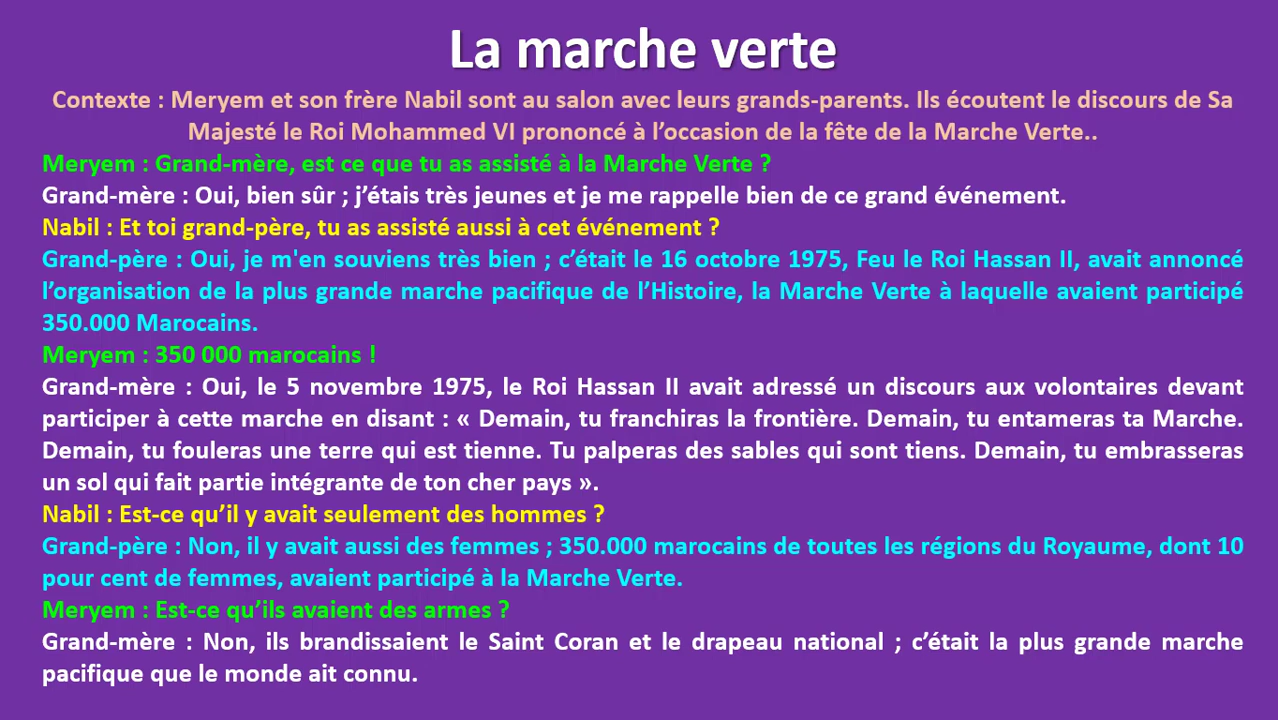 La marche verte
Contexte : Meryem et son frère Nabil sont au salon avec leurs grands-parents. Ils écoutent le discours de Sa
Majesté le Roi Mohammed VI prononcé à l’occasion de la fête de la Marche Verte..
Meryem : Grand-mère, est ce que tu as assisté à la Marche Verte ?
Grand-mère : Oui, bien sûr ; j’étais très jeunes et je me rappelle bien de ce grand événement.
Nabil : Et toi grand-père, tu as assisté aussi à cet événement ?
Grand-père : Oui, je m'en souviens très bien ; c’était le 16 octobre 1975, Feu le Roi Hassan II, avait annoncé
l’organisation de la plus grande marche pacifique de l’Histoire, la Marche Verte à laquelle avaient participé
350.000 Marocains.
Meryem : 350 000 marocains !
Grand-mère : Oui, le 5 novembre 1975, le Roi Hassan II avait adressé un discours aux volontaires devant
participer à cette marche en disant : « Demain, tu franchiras la frontière. Demain, tu entameras ta Marche.
Demain, tu fouleras une terre qui est tienne. Tu palperas des sables qui sont tiens. Demain, tu embrasseras
un sol qui fait partie intégrante de ton cher pays ».
Nabil : Est-ce qu’il y avait seulement des hommes ?
Grand-père : Non, il y avait aussi des femmes ; 350.000 marocains de toutes les régions du Royaume, dont 10
pour cent de femmes, avaient participé à la Marche Verte.
Meryem : Est-ce qu’ils avaient des armes ?
Grand-mère : Non, ils brandissaient le Saint Coran et le drapeau national ; c’était la plus grande marche
pacifique que le monde ait connu.